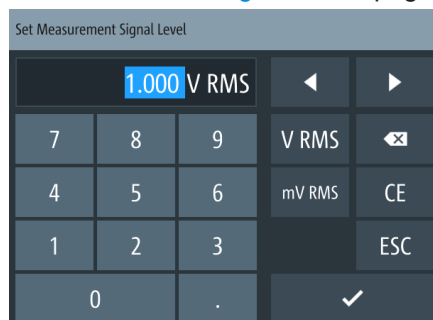 Set Measurement Signal Level
1.000 V RMS
7 8 9 V RMS
4 5 6 mV RMS CE
1 2 3 ESC
0 .